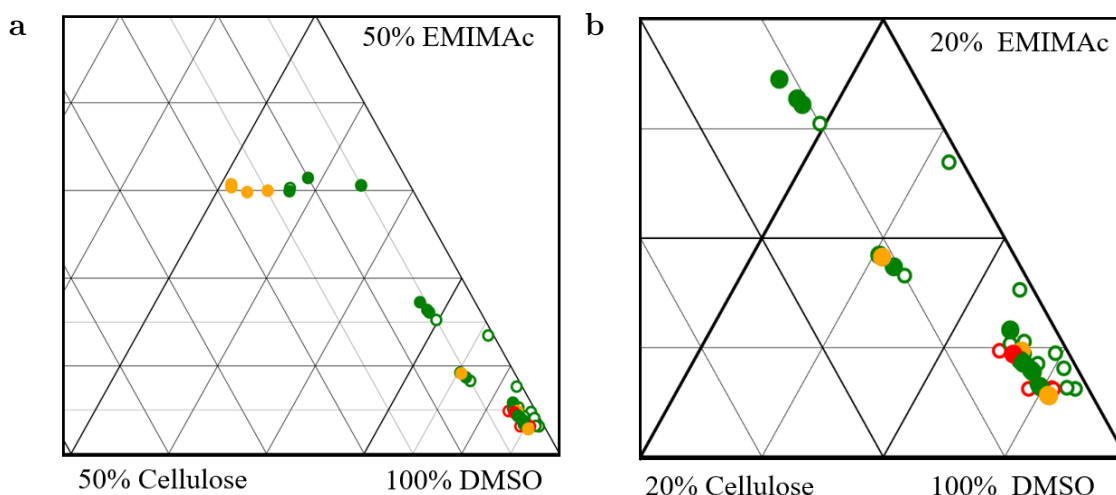 a
50% EMIMAc
50% Cellulose
100% DMSO
b
20% EMIMAc
20% Cellulose
100% DMSO